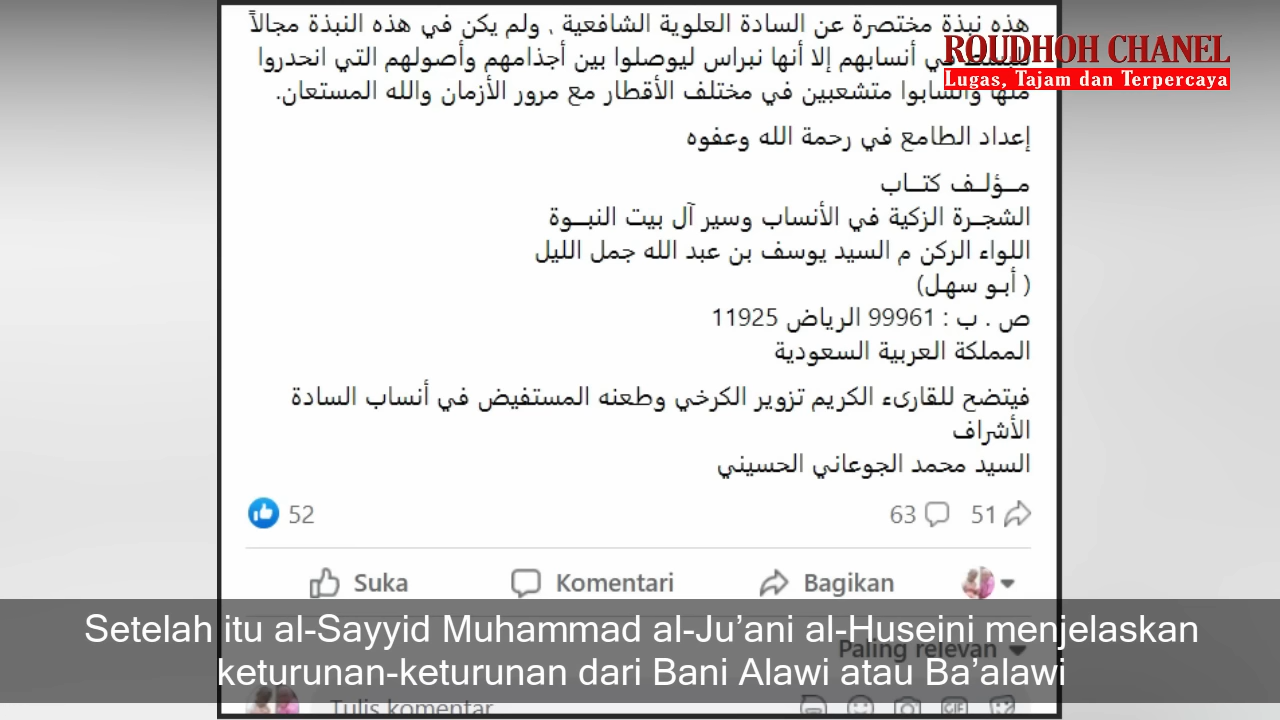 هذه نبذة مختصرة عن السادة العلوية الشافعية ، ولم يكن في هذه النبذة مجالاً
في أنسابهم إلا أنها نبراس ليوصلوا بين أجذامهم وأصولهم التي انحدروا
منها وانسابوا متشعبين في مختلف الأقطار مع مرور الأزمان والله المستعان.
ROUDHOH CHANEL
Lugas, Tajam dan Terpercaya
إعداد الطامع في رحمة الله وعفوه
مــؤلــف كتــاب
الشجــرة الزكية في الأنساب وسير آل بيت النبــوة
اللواء الركن م السيد يوسف بن عبد الله جمل الليل
( أبـو سهـل)
ص . ب : 99961 الرياض 11925
المملكة العربية السعودية
فيتضح للقارىء الكريم تزوير الكرخي وطعنه المستفيض في أنساب السادة
الأشراف
السيد محمد الجوعاني الحسيني
52
63 51
Suka Komentari Bagikan
Setelah itu al-Sayyid Muhammad al-Ju’ani al-Huseini menjelaskan
Paling relevan
keturunan-keturunan dari Bani Alawi atau Ba’alawi
Tulis komentar
GIF